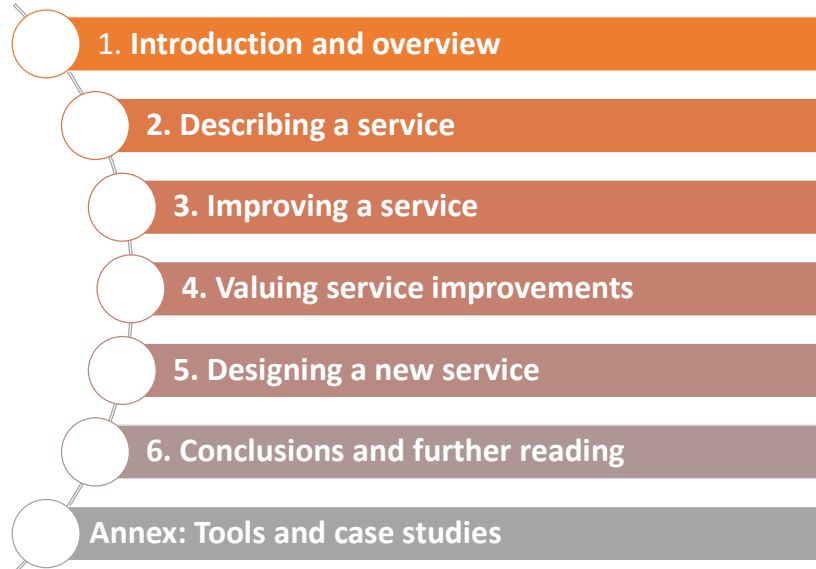 1. Introduction and overview
2. Describing a service
3. Improving a service
4. Valuing service improvements
5. Designing a new service
6. Conclusions and further reading
Annex: Tools and case studies